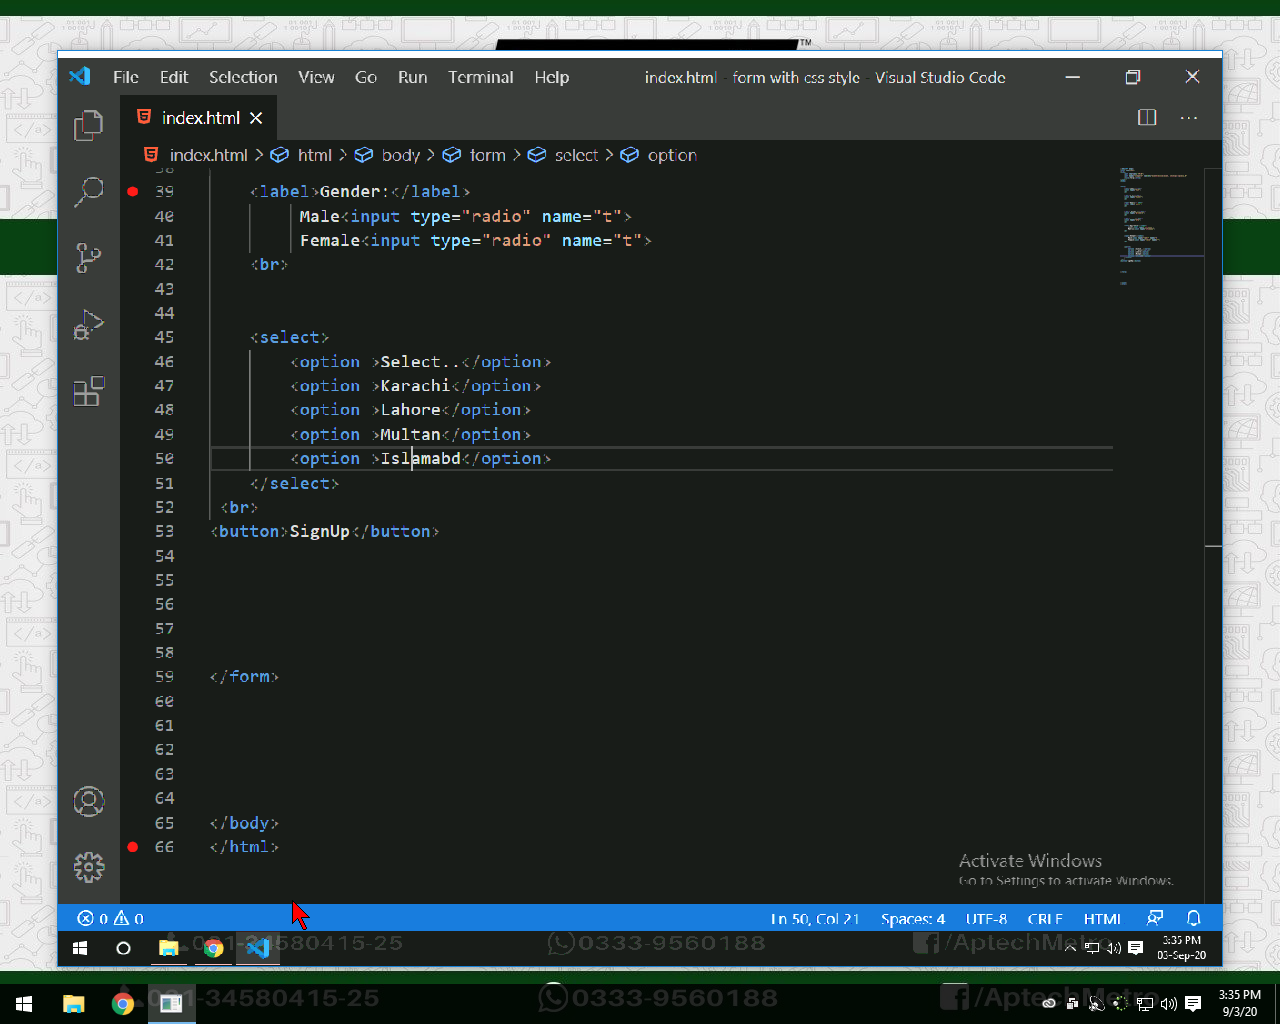 TM
File Edit Selection View Go Run Terminal Help index.html - form with css style - Visual Studio Code
index.html
index.html > html > body > form > select > option
38
39 <label>Gender:</label>
40 Male<input type="radio" name="t">
41 Female<input type="radio" name="t">
42 <br>
43
44
45 <select>
46 <option >Select..</option>
47 <option >Karachi</option>
48 <option >Lahore</option>
49 <option >Multan</option>
50 <option >Islamabd</option>
51 </select>
52 <br>
53 <button>SignUp</button>
54
55
56
57
58
59 </form>
60
61
62
63
64
65 </body>
66 </html>
Activate Windows
Go to Settings to activate Windows.
0 0 Ln 50, Col 21 Spaces: 4 UTF-8 CRLF HTML
34580415-25 0333-9560188 /AptechMetro 3:35 PM
03-Sep-20
021-34580415-25 0333-9560188 /AptechMetro 3:35 PM
9/3/20